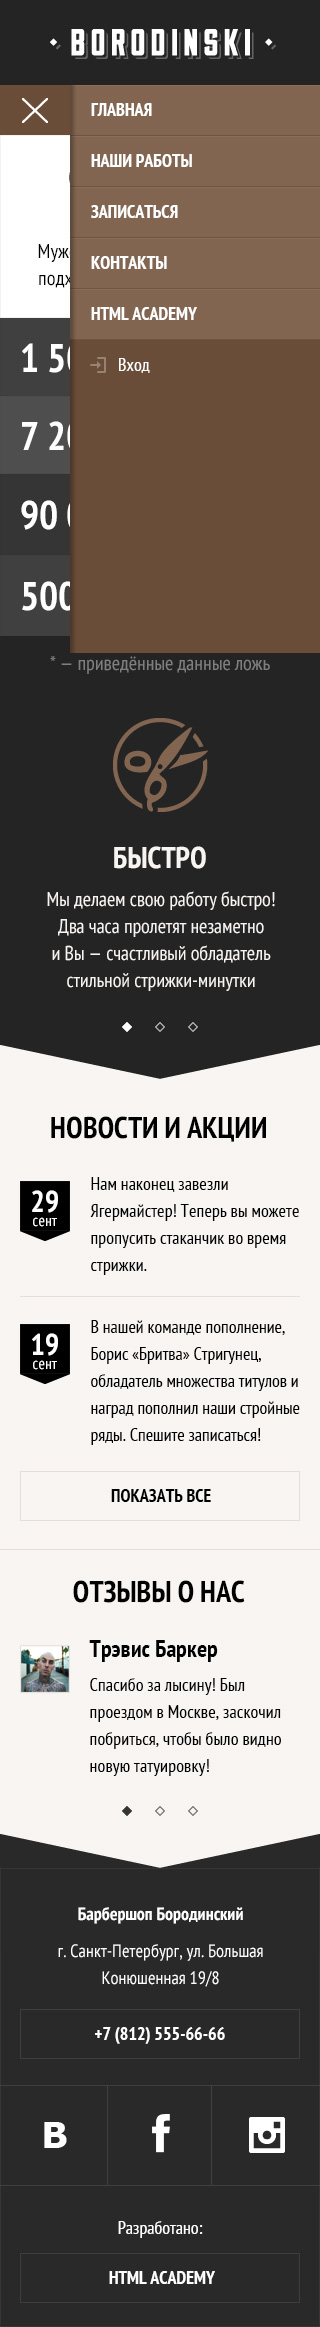 BORODINSKI
ГЛАВНАЯ
НАШИ РАБОТЫ
ЗАПИСАТЬСЯ
КОНТАКТЫ
HTML ACADEMY
Вход
1
7
90
500
* — приведённые данные ложь
БЫСТРО
Мы делаем свою работу быстро!
Два часа пролетят незаметно
и Вы — счастливый обладатель
стильной стрижки-минутки
НОВОСТИ И АКЦИИ
29
сент
Нам наконец завезли
Ягермайстер! Теперь вы можете
пропусить стаканчик во время
стрижки.
19
сент
В нашей команде пополнение,
Борис «Бритва» Стригунец,
обладатель множества титулов и
наград пополнил наши стройные
ряды. Спешите записаться!
ПОКАЗАТЬ ВСЕ
ОТЗЫВЫ О НАС
Трэвис Баркер
Спасибо за лысину! Был
проездом в Москве, заскочил
побриться, чтобы было видно
новую татуировку!
Барбершоп Бородинский
г. Санкт-Петербург, ул. Большая
Конюшенная 19/8
+7 (812) 555-66-66
В
f
Разработано:
HTML ACADEMY